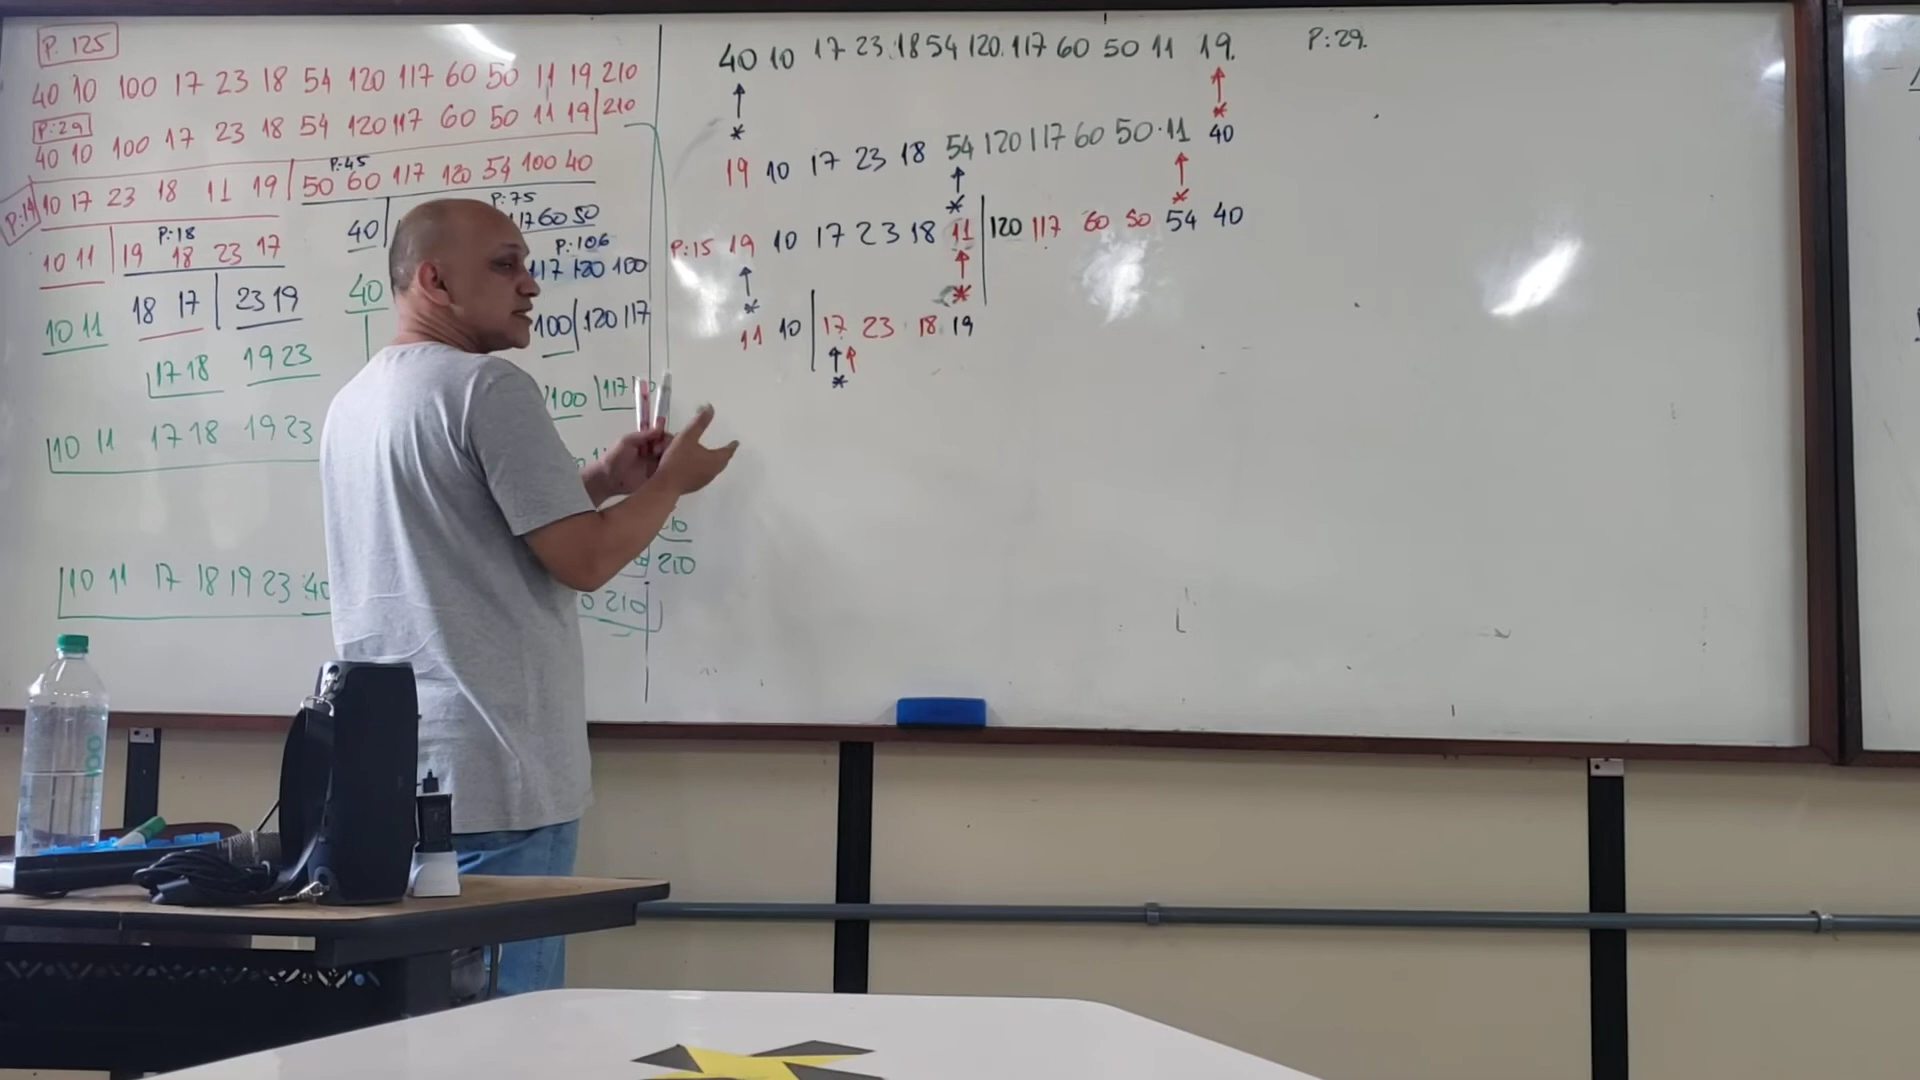 P. 125
40 10 100 17 23 18 54 120 117 60 50 11 19 210
P:29
40 10 100 17 23 18 54 120 117 60 50 11 19 | 210
P:45
P:14 10 17 23 18 11 19 | 50 60 117 120 54 100 40
P:18
10 11 | 19 18 23 17
P:75
40 | 117 60 50
P:106
117 120 100
10 11 18 17 | 23 19
40 100 | 120 117
17 18 19 23
100 | 117
10 11 17 18 19 23
210
10 11 17 18 19 23 40
0 210
40 10 17 23 18 54 120 117 60 50 11 19. P:29.
19 10 17 23 18 54 120 117 60 50 11 40
P:15 19 10 17 23 18 11 | 120 117 60 50 54 40
11 10 | 17 23 18 19
100